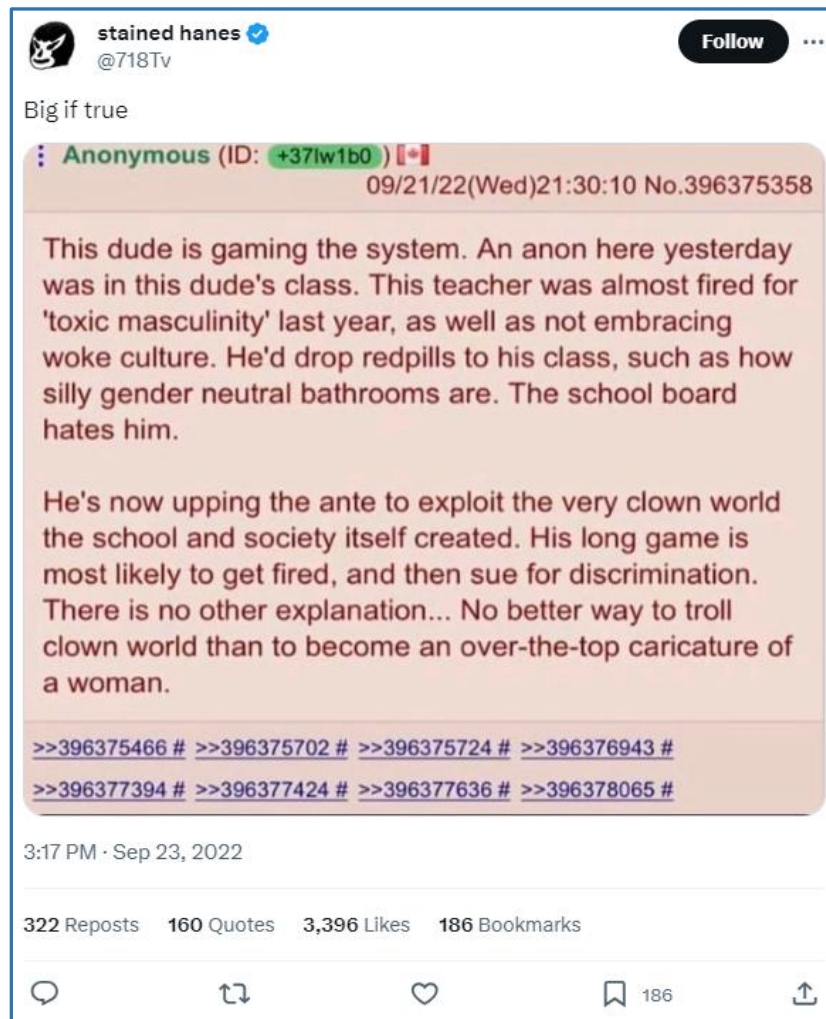 stained hanes
Follow
@718Tv
Big if true
Anonymous (ID: +37lw1b0)
09/21/22(Wed)21:30:10 No.396375358
This dude is gaming the system. An anon here yesterday
was in this dude's class. This teacher was almost fired for
'toxic masculinity' last year, as well as not embracing
woke culture. He'd drop redpills to his class, such as how
silly gender neutral bathrooms are. The school board
hates him.
He's now upping the ante to exploit the very clown world
the school and society itself created. His long game is
most likely to get fired, and then sue for discrimination.
There is no other explanation... No better way to troll
clown world than to become an over-the-top caricature of
a woman.
>>396375466 # >>396375702 # >>396375724 # >>396376943 #
>>396377394 # >>396377424 # >>396377636 # >>396378065 #
3:17 PM · Sep 23, 2022
322 Reposts 160 Quotes 3,396 Likes 186 Bookmarks
186